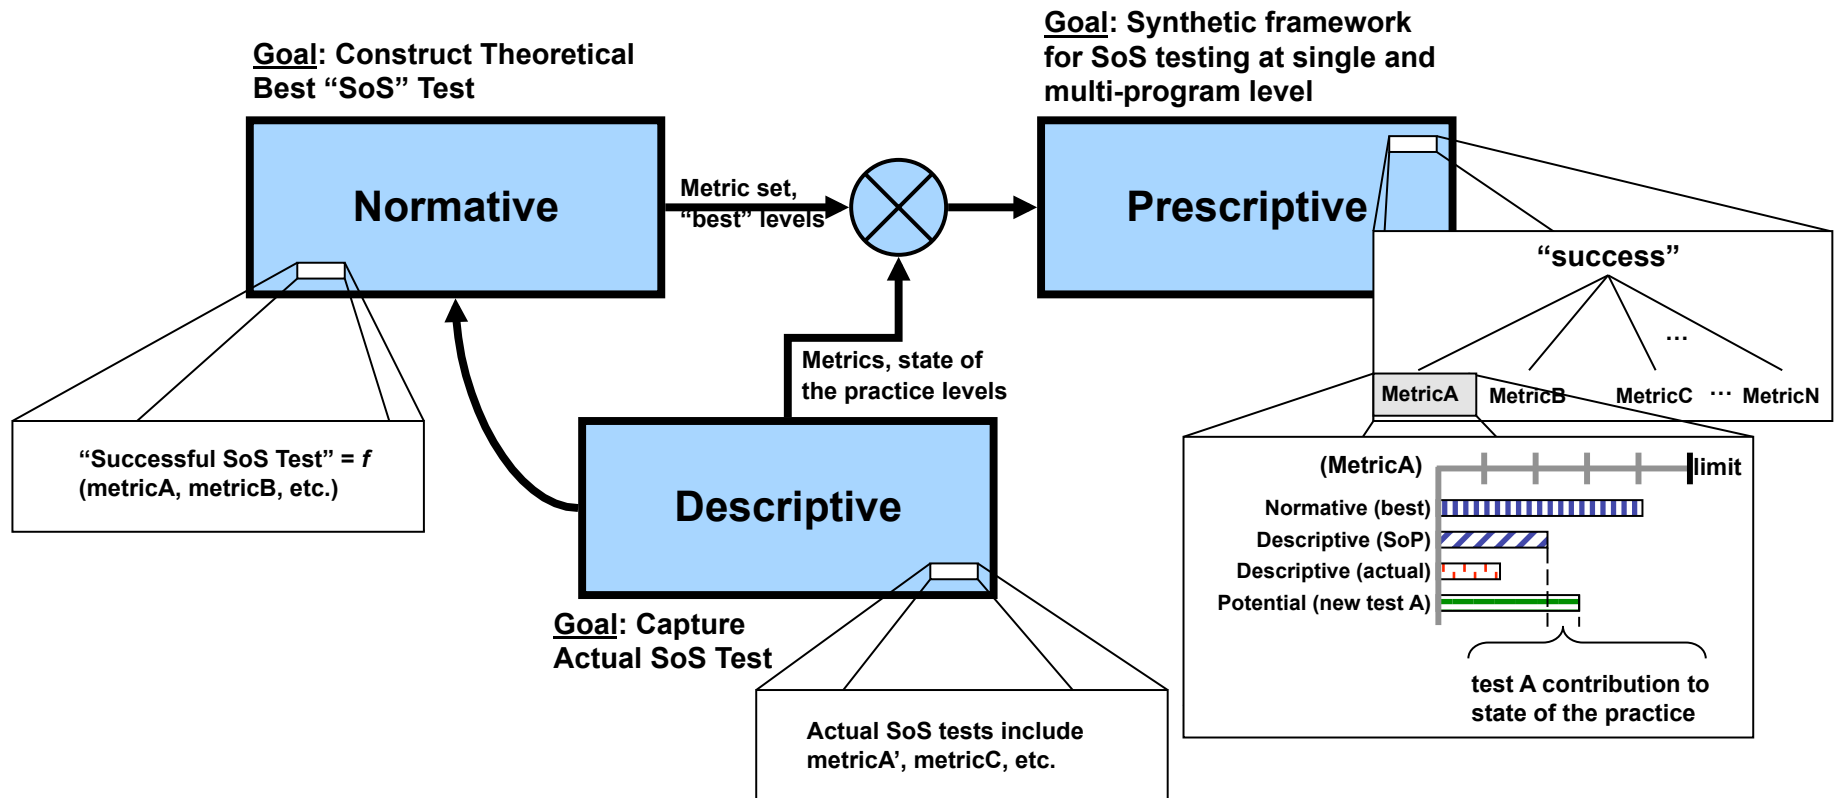 Goal: Construct Theoretical
Best “SoS” Test
Goal: Synthetic framework
for SoS testing at single and
multi-program level
Normative
Metric set,
“best” levels
Prescriptive
“success”
...
MetricA
MetricB
MetricC
...
MetricN
Metrics, state of
the practice levels
“Successful SoS Test” = f
(metricA, metricB, etc.)
Descriptive
Goal: Capture
Actual SoS Test
Actual SoS tests include
metricA’, metricC, etc.
(MetricA)
limit
Normative (best)
Descriptive (SoP)
Descriptive (actual)
Potential (new test A)
test A contribution to
state of the practice